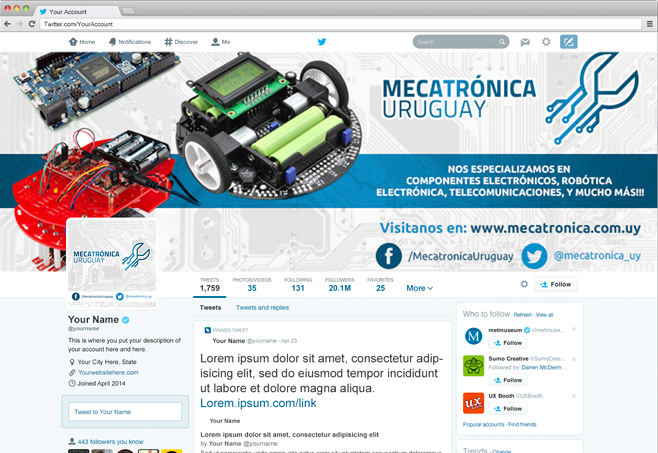 Your Account
Twitter.com/YourAccount
Home Notifications Discover Me Search
MECATRÓNICA
URUGUAY
NOS ESPECIALIZAMOS EN
COMPONENTES ELECTRÓNICOS, ROBÓTICA
ELECTRÓNICA, TELECOMUNICACIONES, Y MUCHO MÁS!!!
Visitanos en: www.mecatronica.com.uy
/MecatronicaUruguay @mecatronica_uy
MECATRÓNICA
URUGUAY
/MecatronicaUruguay @mecatronica_uy
TWEETS PHOTOS/VIDEOS FOLLOWING FOLLOWERS FAVORITES
1,759 35 131 20.1M 25 More Follow
Your Name
@yourname
This is where you put your description of
your account here and here.
Your City Here, State
Yourwebsitehere.com
Joined April 2014
Tweet to Your Name
443 followers you know
Tweets Tweets and replies
PINNED TWEET
Your Name @yourname · Apr 23
Lorem ipsum dolor sit amet, consectetur adip-
isicing elit, sed do eiusmod tempor incididunt
ut labore et dolore magna aliqua.
Lorem.ipsum.com/link
Your Name
Lorem ipsum dolor sit amet, consectetur adipisicing elit
by Your Name @yourname
Who to follow · Refresh · View all
metmuseum @metmuse...
Follow
Sumo Creative @SumoCrea...
Followed by Darren McDerm...
Follow
UX Booth @UXBooth
Follow
Popular accounts · Find friends
Trends · Change